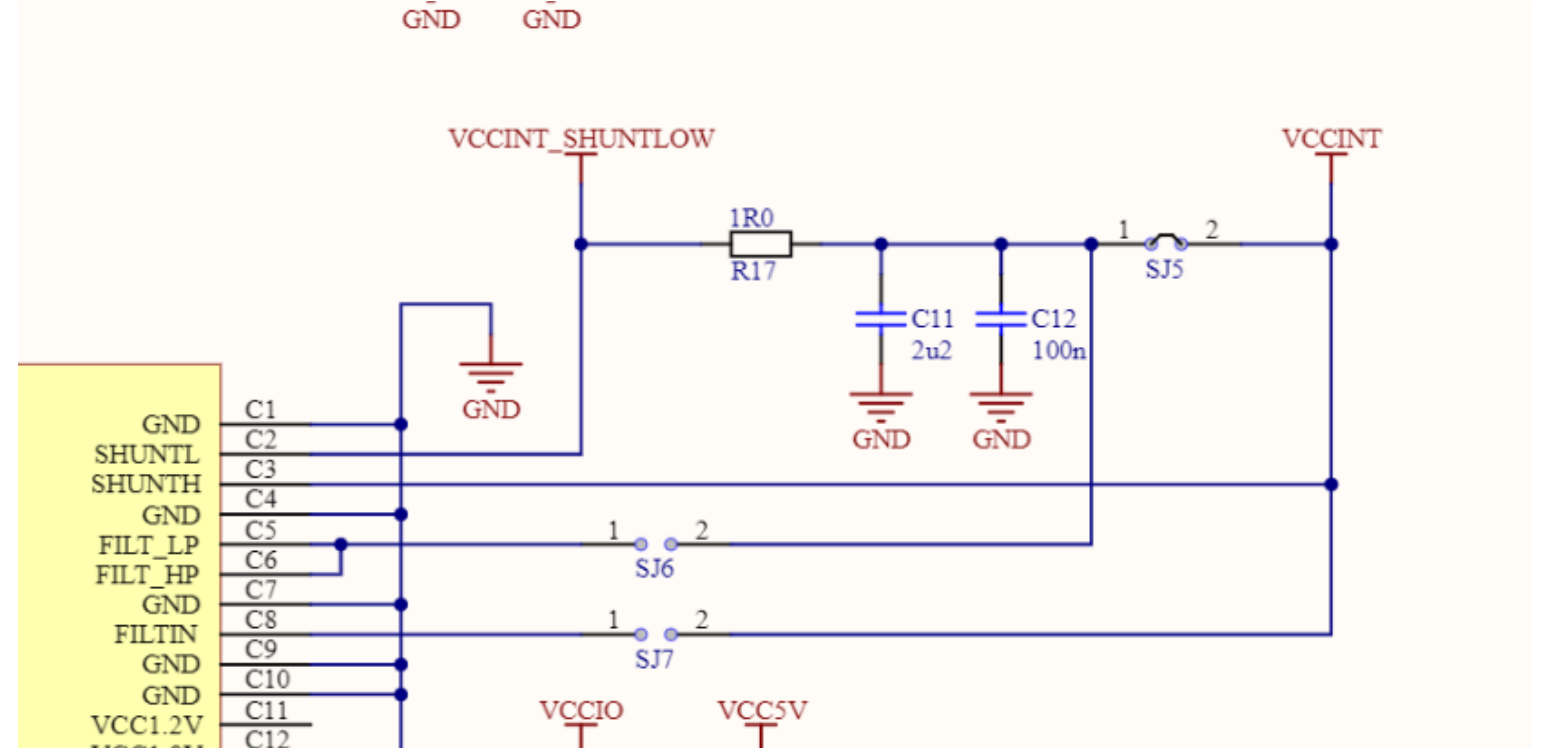 GND GND
VCCINT_SHUNTLOW VCCINT
1R0 1 2
R17 SJ5
C11 C12
2u2 100n
GND GND GND
GND C1
SHUNTL C2
SHUNTH C3
GND C4
FILT_LP C5 1 2
SJ6
FILT_HP C6
GND C7
FILTIN C8 1 2
SJ7
GND C9
GND C10
VCCIO VCC5V
VCC1.2V C11
C12